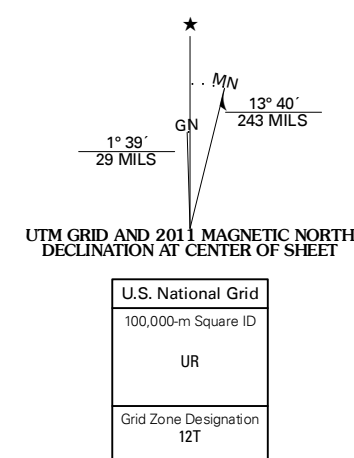 ★
MN
GN
13° 40´
243 MILS
1° 39´
29 MILS
UTM GRID AND 2011 MAGNETIC NORTH
DECLINATION AT CENTER OF SHEET
U.S. National Grid
100,000-m Square ID
UR
Grid Zone Designation
12T